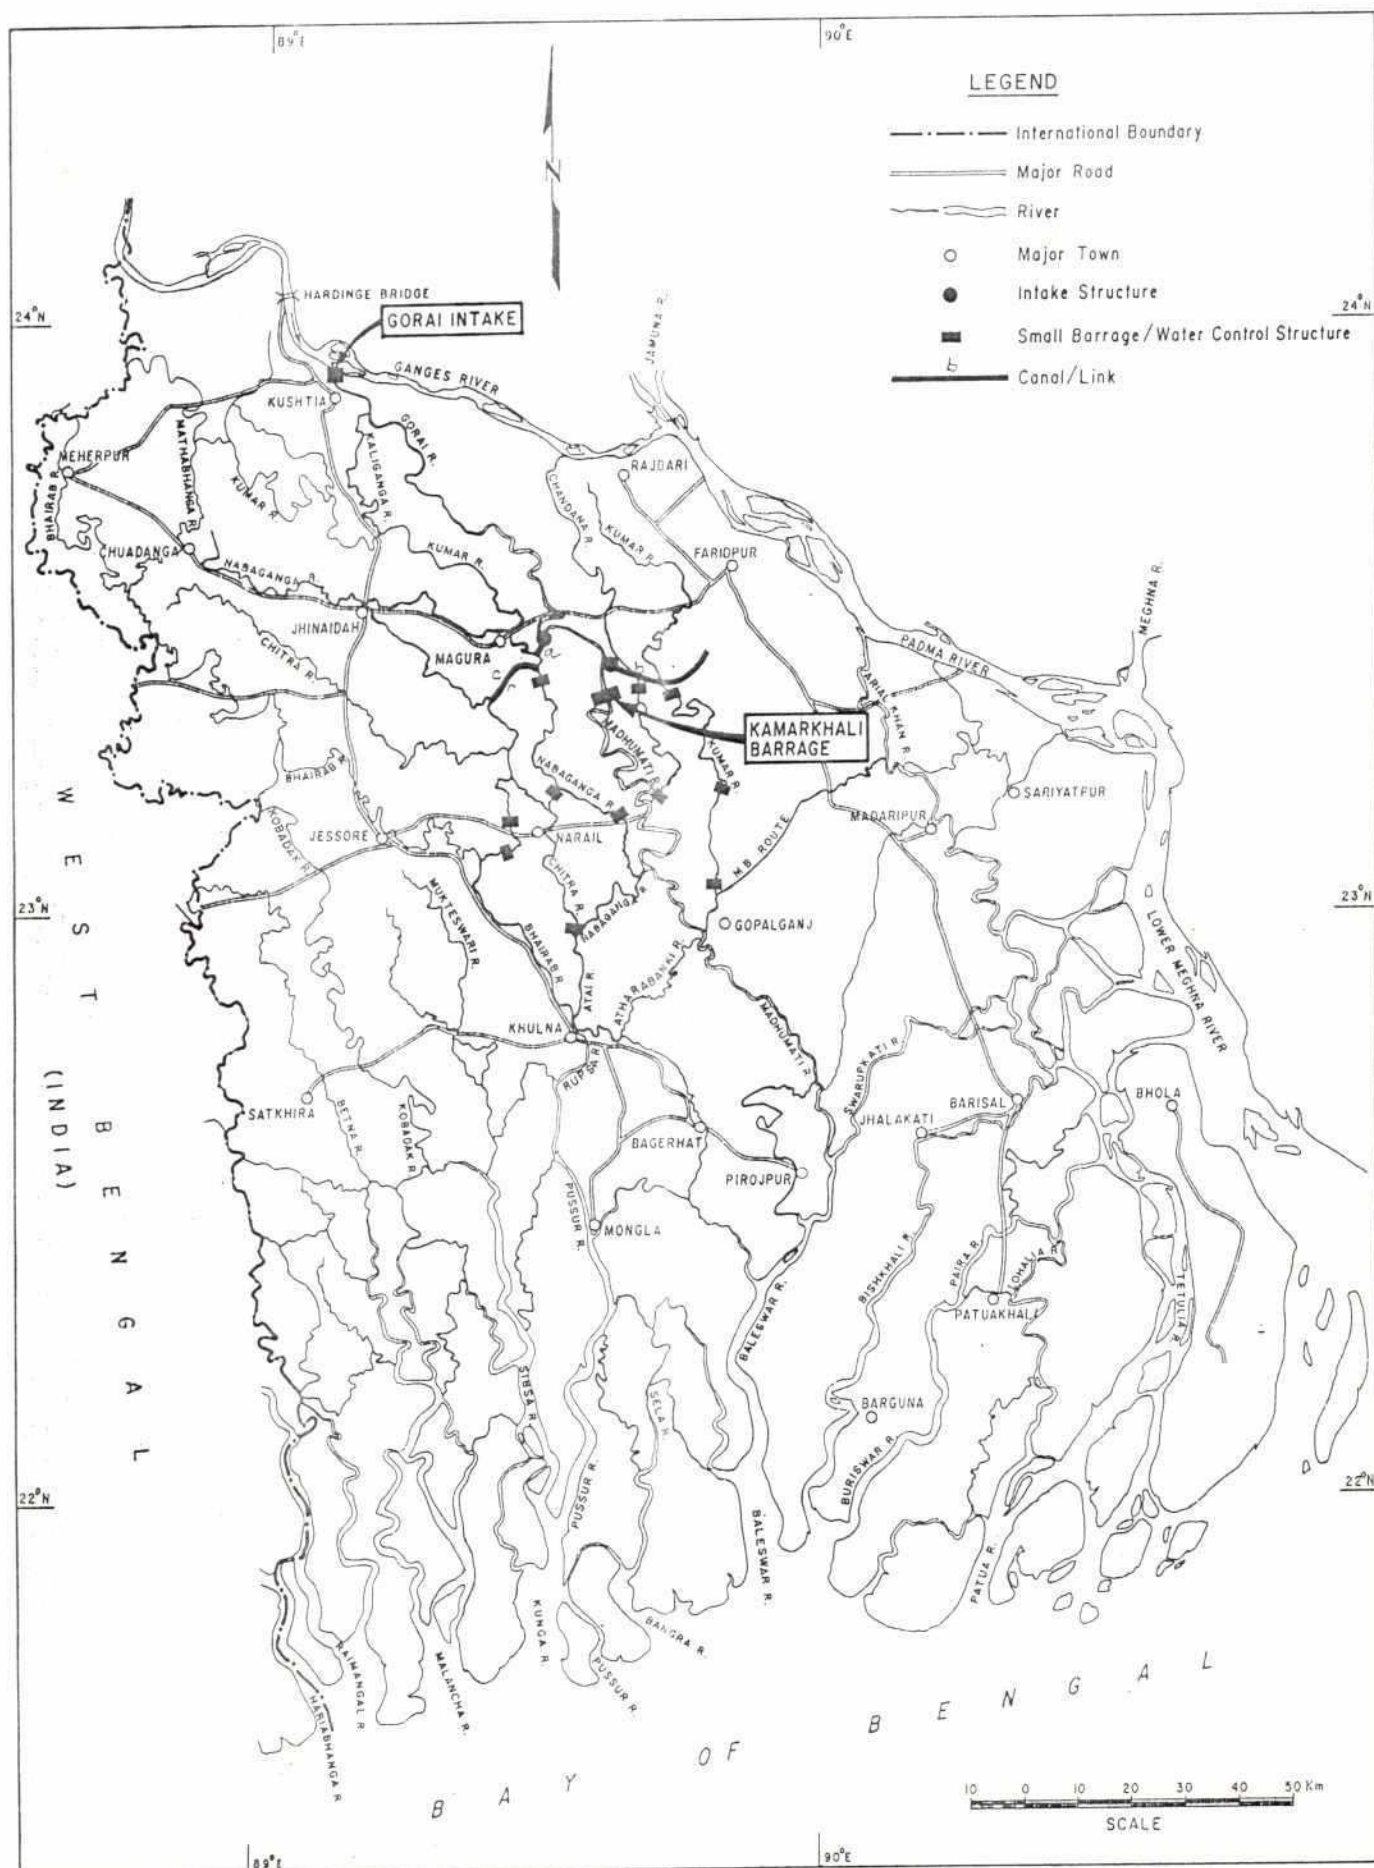 89°E
90°E
LEGEND
International Boundary
Major Road
River
Major Town
Intake Structure
Small Barrage/Water Control Structure
b
Canal/Link
N
24°N
24°N
HARDINGE BRIDGE
GORAI INTAKE
JAMUNA R.
GANGES RIVER
KUSHTIA
GORAI R.
KALIGANGA R.
MATHABHANGA R.
MEHERPUR
BHAIRAB R.
KUMAR R.
RAJDARI
CHANDANA R.
KUMAR R.
KUMAR R.
FARIDPUR
CHUADANGA
NABAGANGA R.
JHINAIDAH
MAGURA
a
b
c
CHITRA R.
MEGHNA R.
PADMA RIVER
ARIAL KHAN R.
KAMARKHALI
BARRAGE
MADHUMATI R.
KUMAR R.
NABAGANGA R.
BHAIRAB R.
KOBADAK R.
JESSORE
NARAIL
MADARIPUR
SARIYATPUR
M B ROUTE
CHITRA R.
NABAGANGA R.
MUKTESWARI R.
BHAIRAB R.
23°N
23°N
GOPALGANJ
ATAI R.
ATHARABANKI R.
KHULNA
RUPSA R.
MADHUMATI R.
SWARUPKATI R.
LOWER MEGHNA RIVER
WEST BENGAL
(INDIA)
SATKHIRA
BETNA R.
KOBADAK R.
BAGERHAT
PIROJPUR
JHALAKATI
BARISAL
BHOLA
PUSSUR R.
MONGLA
BISHKHALI R.
PAIRA R.
LOHALIA R.
TETULIA R.
PATUAKHALI
BALESWAR R.
SIBSA R.
SELA R.
BARGUNA
BURISWAR R.
22°N
22°N
PUSSUR R.
BALESWAR R.
PATUA R.
KUNGA R.
BANGRA R.
PUSSUR R.
MALANCHA R.
RAIMANGAL R.
HARIABHANGA R
BAY OF BENGAL
10 0 10 20 30 40 50 Km
SCALE
89°E
90°E